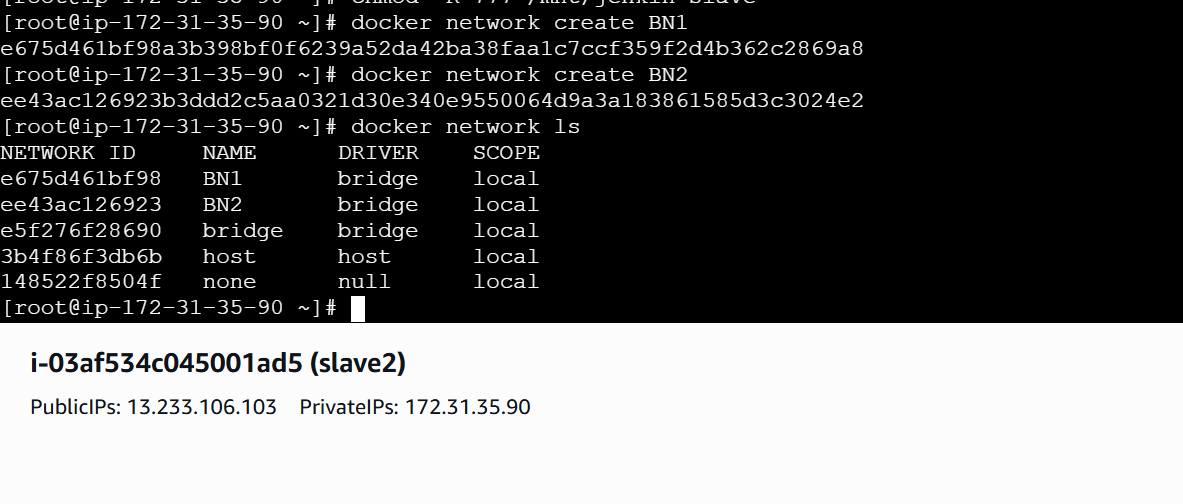 [root@ip-172-31-35-90 ~]# docker network create BN1
e675d461bf98a3b398bf0f6239a52da42ba38faa1c7ccf359f2d4b362c2869a8
[root@ip-172-31-35-90 ~]# docker network create BN2
ee43ac126923b3ddd2c5aa0321d30e340e9550064d9a3a183861585d3c3024e2
[root@ip-172-31-35-90 ~]# docker network ls
NETWORK ID     NAME      DRIVER    SCOPE
e675d461bf98   BN1       bridge    local
ee43ac126923   BN2       bridge    local
e5f276f28690   bridge    bridge    local
3b4f86f3db6b   host      host      local
148522f8504f   none      null      local
[root@ip-172-31-35-90 ~]#
i-03af534c045001ad5 (slave2)
PublicIPs: 13.233.106.103 PrivateIPs: 172.31.35.90